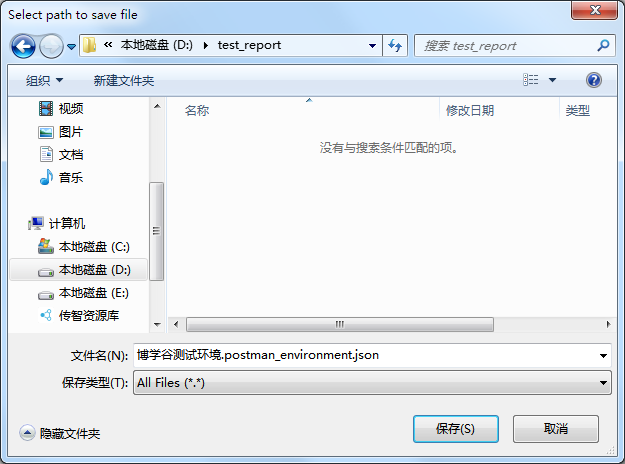 Select path to save file
« 本地磁盘 (D:) ▸ test_report
搜索 test_report
组织 新建文件夹
名称 修改日期 类型
没有与搜索条件匹配的项。
视频
图片
文档
音乐
计算机
本地磁盘 (C:)
本地磁盘 (D:)
本地磁盘 (E:)
传智资源库
文件名(N): 博学谷测试环境.postman_environment.json
保存类型(T): All Files (*.*)
隐藏文件夹 保存(S) 取消